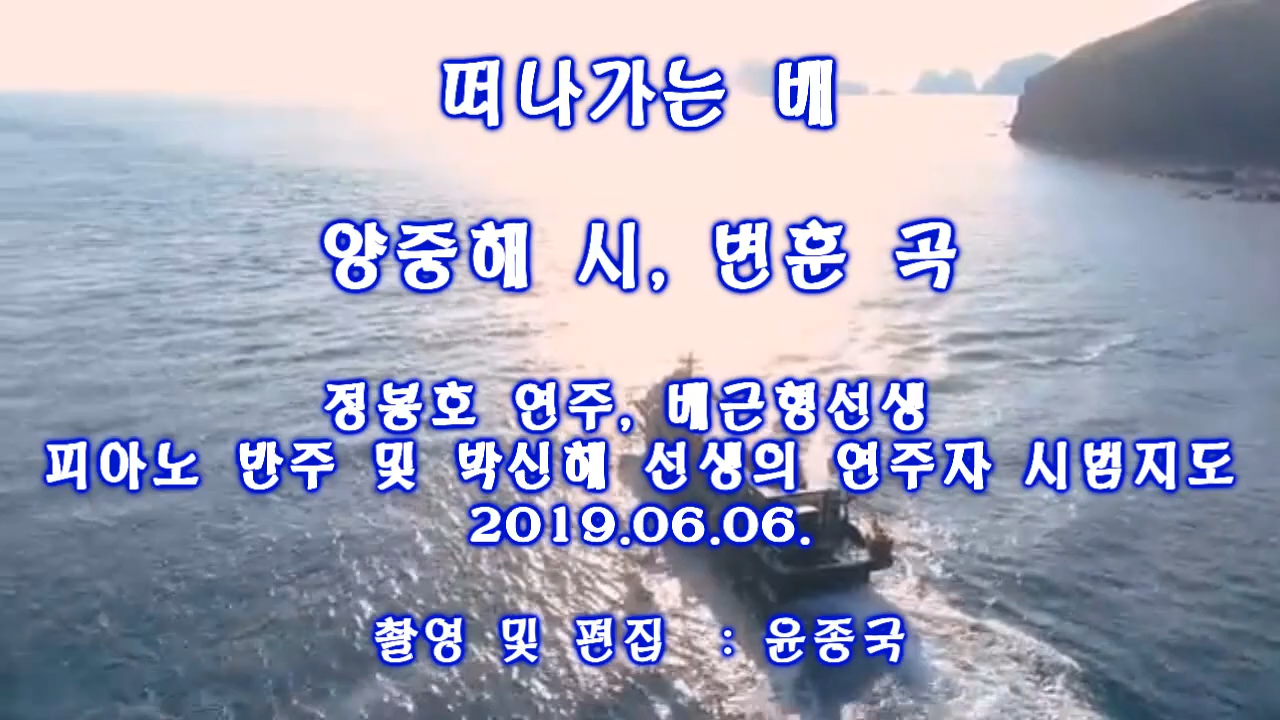 떠나가는 배
양중해 시, 변훈 곡
정봉호 연주, 배근형선생
피아노 반주 및 박신해 선생의 연주자 시범지도
2019.06.06.
촬영 및 편집 : 윤종국